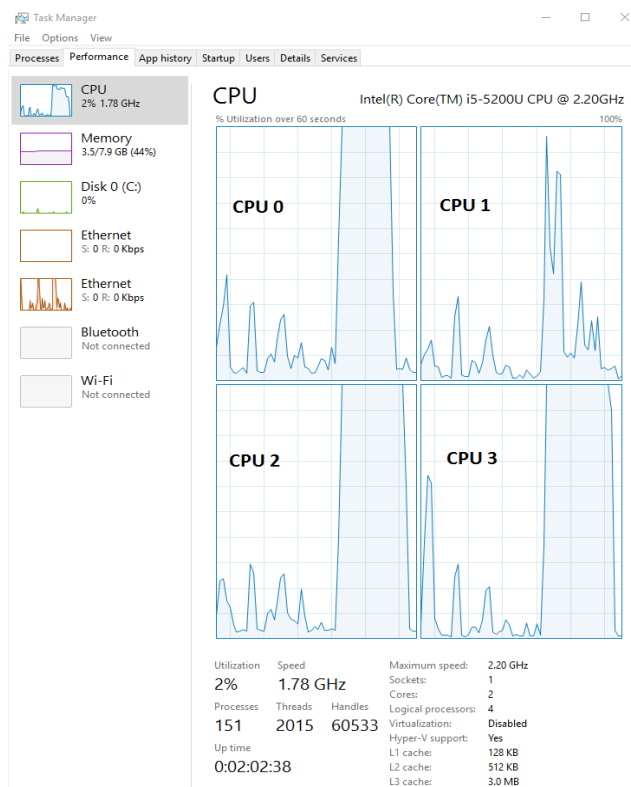 Task Manager
File Options View
Processes Performance App history Startup Users Details Services
CPU
2% 1.78 GHz
Memory
3.5/7.9 GB (44%)
Disk 0 (C:)
0%
Ethernet
S: 0 R: 0 Kbps
Ethernet
S: 0 R: 0 Kbps
Bluetooth
Not connected
Wi-Fi
Not connected
CPU Intel(R) Core(TM) i5-5200U CPU @ 2.20GHz
% Utilization over 60 seconds 100%
CPU 0 CPU 1
CPU 2 CPU 3
Utilization Speed
2% 1.78 GHz
Processes Threads Handles
151 2015 60533
Up time
0:02:02:38
Maximum speed: 2.20 GHz
Sockets: 1
Cores: 2
Logical processors: 4
Virtualization: Disabled
Hyper-V support: Yes
L1 cache: 128 KB
L2 cache: 512 KB
L3 cache: 3.0 MB